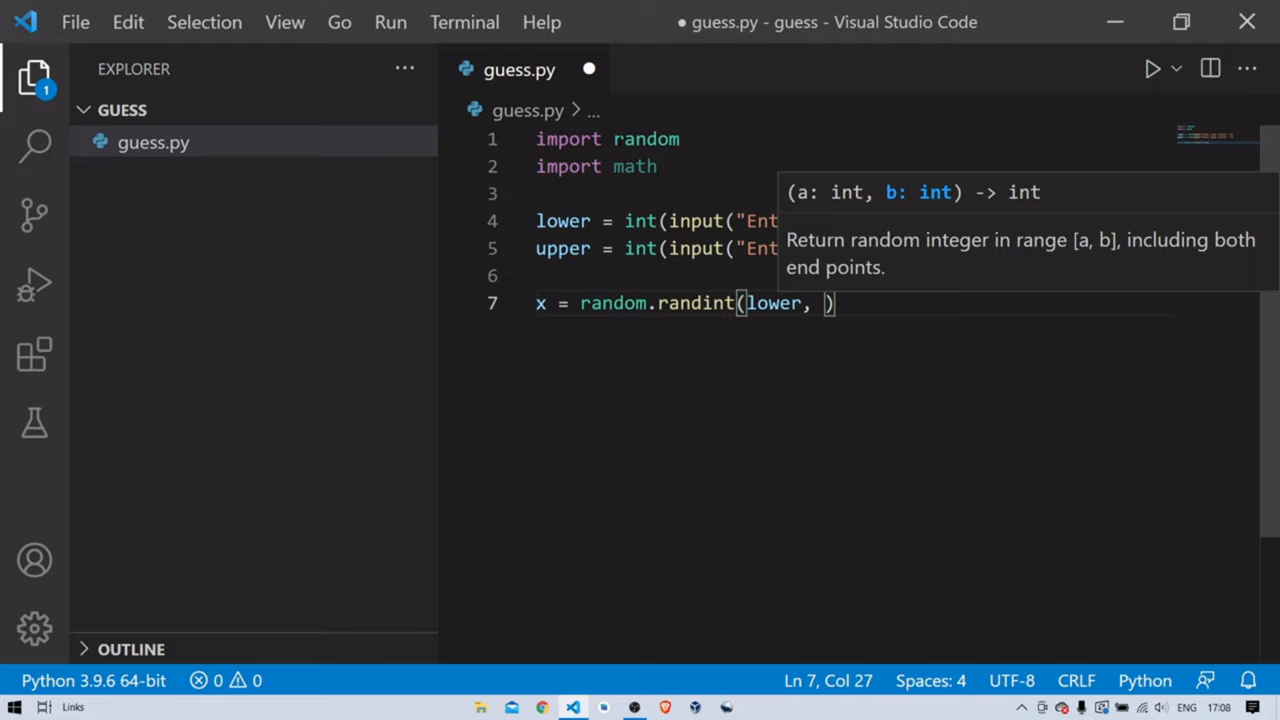 File Edit Selection View Go Run Terminal Help ● guess.py - guess - Visual Studio Code
EXPLORER
guess.py
1
GUESS
guess.py
guess.py > ...
1 import random
2 import math
3
4 lower = int(input("Ent
5 upper = int(input("Ent
6
7 x = random.randint(lower, )
(a: int, b: int) -> int
Return random integer in range [a, b], including both
end points.
OUTLINE
Python 3.9.6 64-bit 0 0 Ln 7, Col 27 Spaces: 4 UTF-8 CRLF Python
Links ENG 17:08